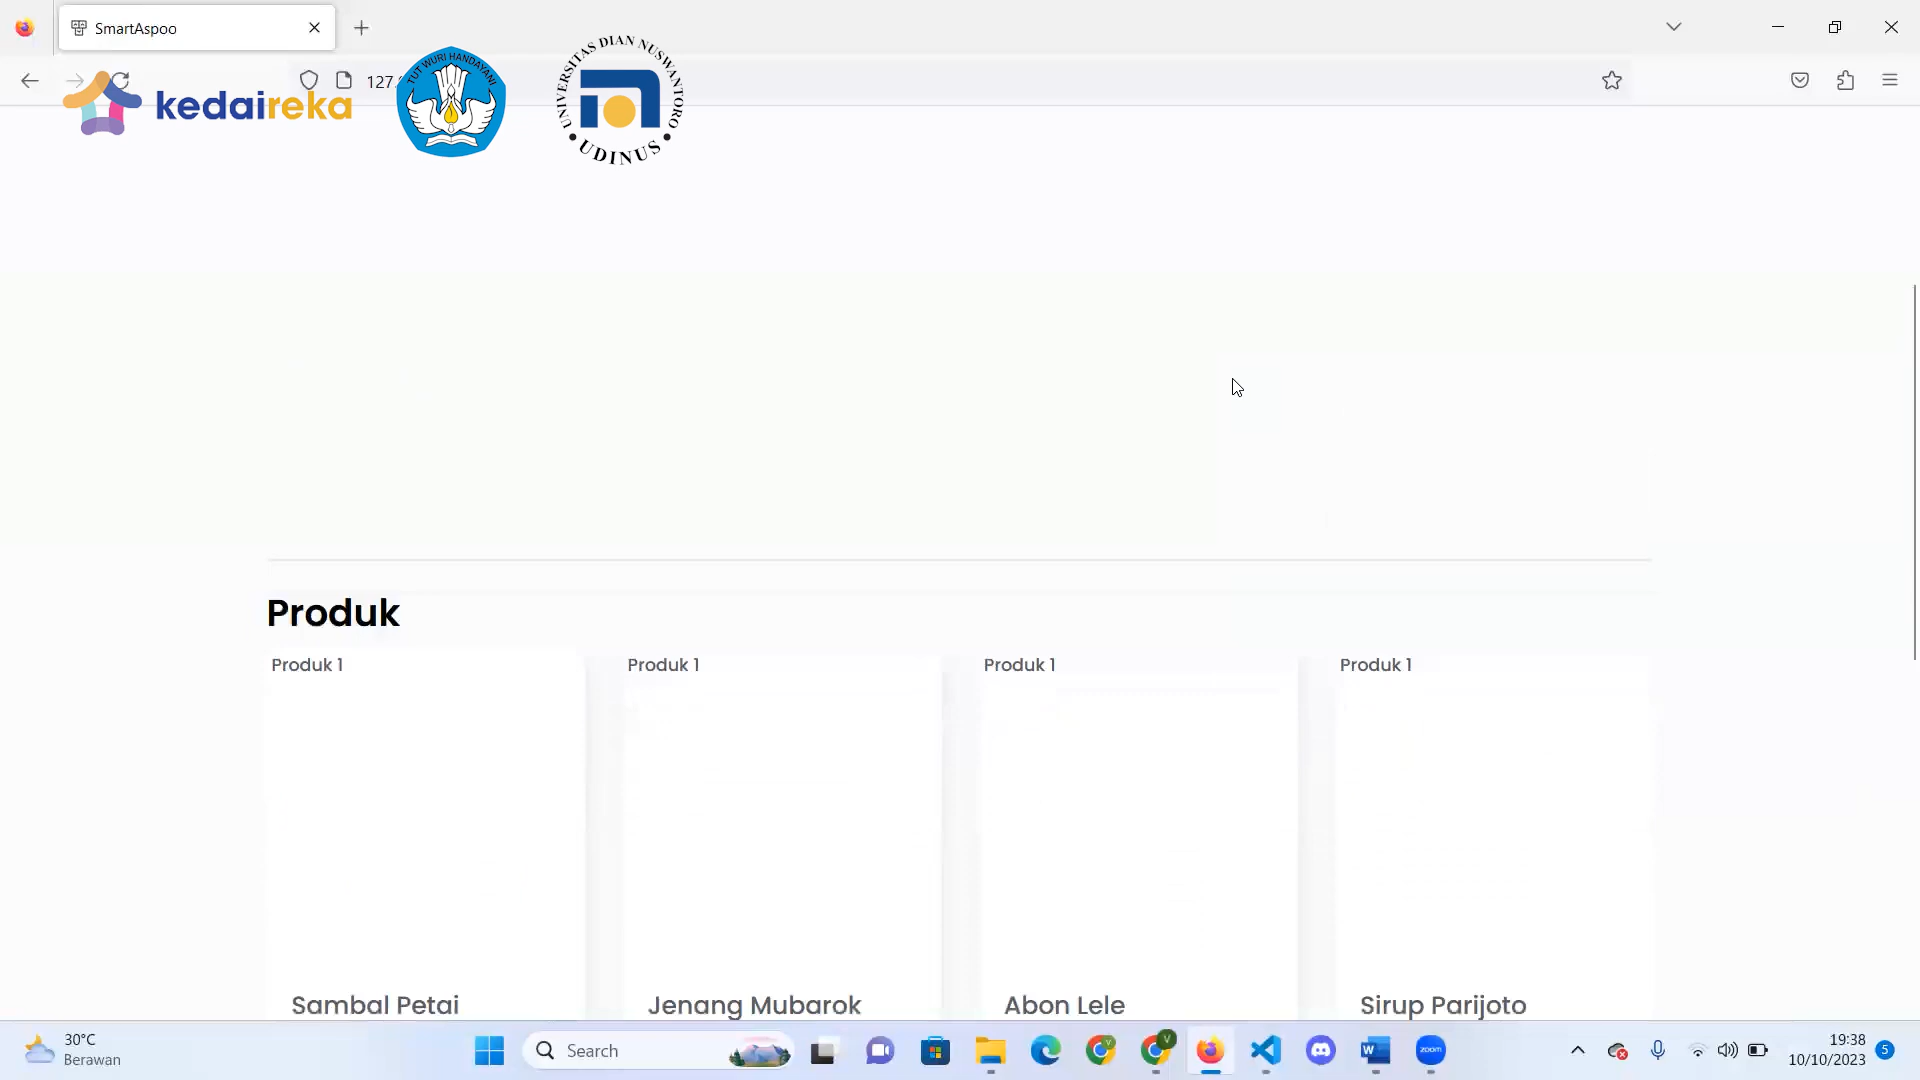 SmartAspoo
127.
kedaireka
TUT WURI HANDAYANI
UNIVERSITAS DIAN NUSWANTORO
UDINUS
Produk
Produk 1
Produk 1
Produk 1
Produk 1
Sambal Petai
Jenang Mubarok
Abon Lele
Sirup Parijoto
30°C
Berawan
Search
V
V
zoom
19:38
10/10/2023
5